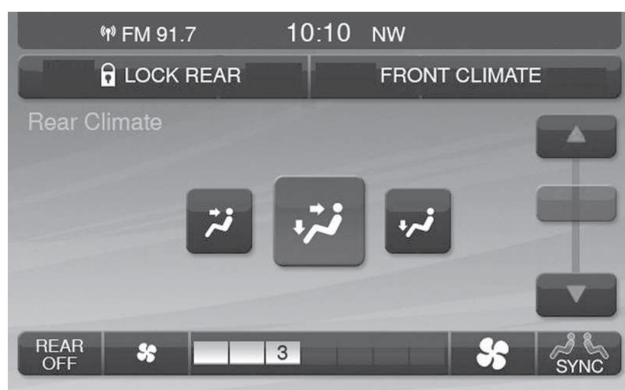 FM 91.7 10:10 NW
LOCK REAR FRONT CLIMATE
Rear Climate
REAR OFF 3 SYNC